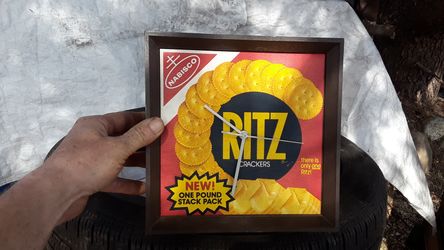 NABISCO
RITZ
CRACKERS
there is
only one
Ritz!
NEW!
ONE POUND
STACK PACK